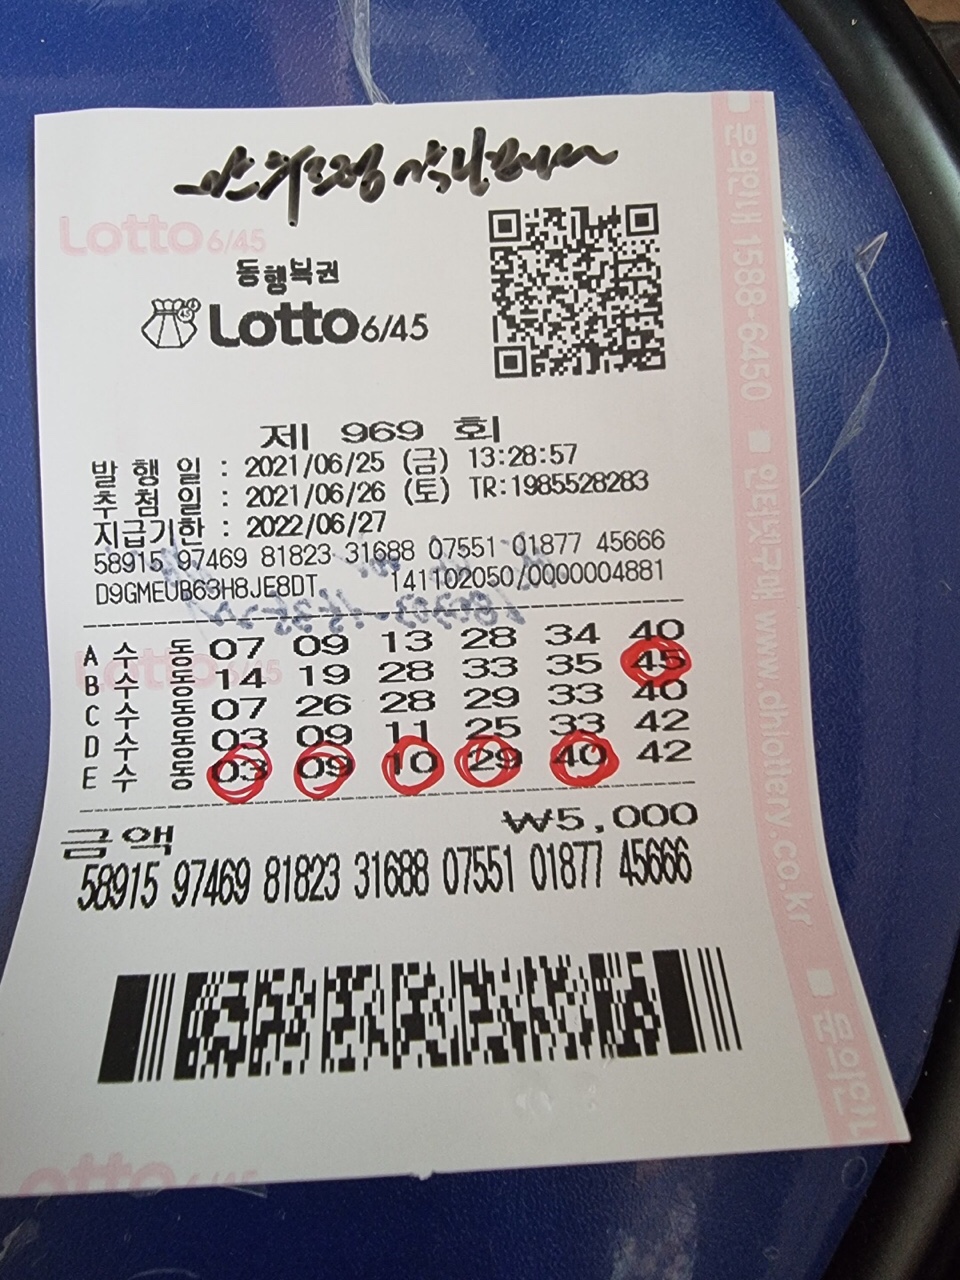 Lotto 6/45
동행복권
Lotto 6/45
제 969 회
발 행 일 : 2021/06/25 (금) 13:28:57
추 첨 일 : 2021/06/26 (토) TR:1985528283
지급기한 : 2022/06/27
58915 97469 81823 31688 07551 01877 45666
D9GMEUB63H8JE8DT 141102050/0000004881
Lotto 6/45
A 수 동 07 09 13 28 34 40
B 수 동 14 19 28 33 35 45
C 수 동 07 26 28 29 33 40
D 수 동 03 09 11 25 33 42
E 수 동 03 09 10 29 40 42
금액 ₩5,000
58915 97469 81823 31688 07551 01877 45666
Lotto 6/45
문의안내 1588-6450 ■ 인터넷구매 www.dhlottery.co.kr ■ 문의안내